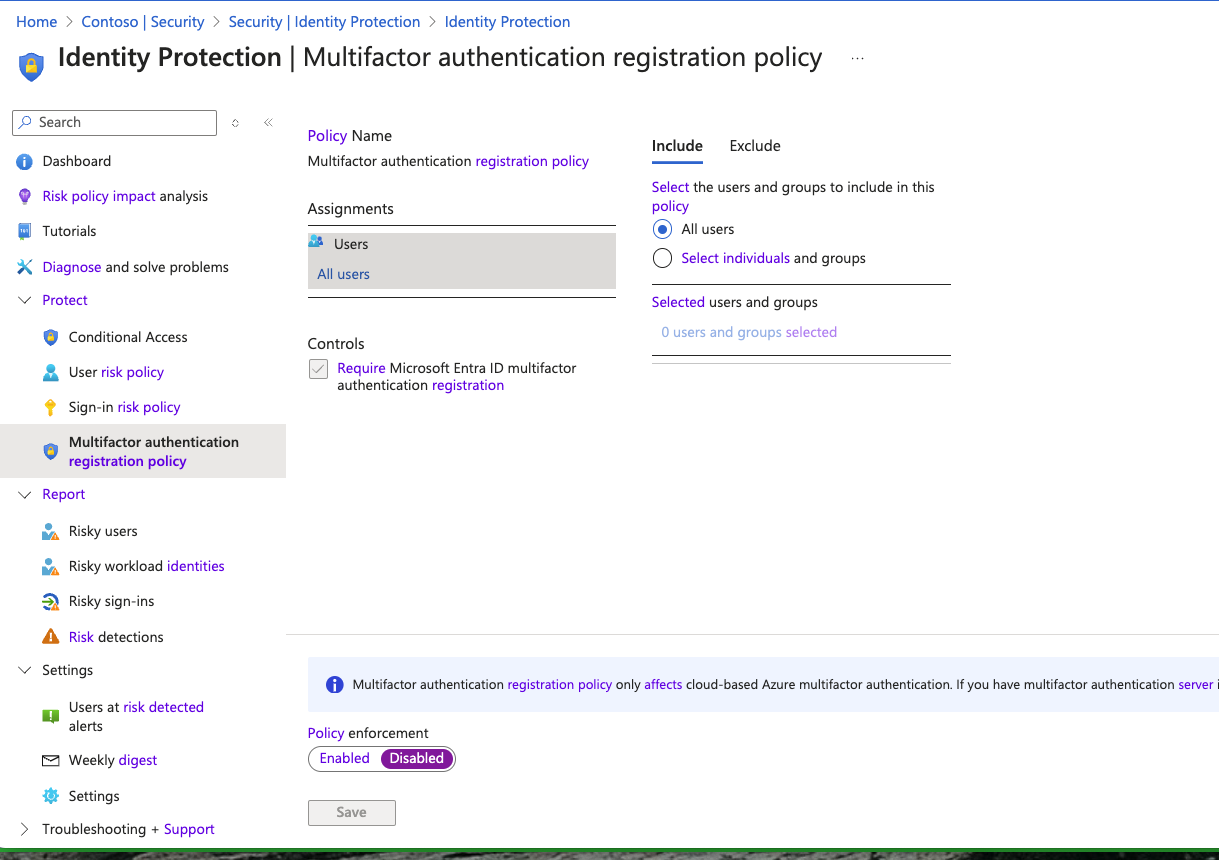 Home > Contoso | Security > Security | Identity Protection > Identity Protection
Identity Protection | Multifactor authentication registration policy ...
Search
Dashboard
Risk policy impact analysis
Tutorials
Diagnose and solve problems
Protect
Conditional Access
User risk policy
Sign-in risk policy
Multifactor authentication
registration policy
Report
Risky users
Risky workload identities
Risky sign-ins
Risk detections
Settings
Users at risk detected
alerts
Weekly digest
Settings
Troubleshooting + Support
Policy Name
Multifactor authentication registration policy
Assignments
Users
All users
Controls
Require Microsoft Entra ID multifactor
authentication registration
Include Exclude
Select the users and groups to include in this
policy
All users
Select individuals and groups
Selected users and groups
0 users and groups selected
Multifactor authentication registration policy only affects cloud-based Azure multifactor authentication. If you have multifactor authentication server
Policy enforcement
Enabled Disabled
Save